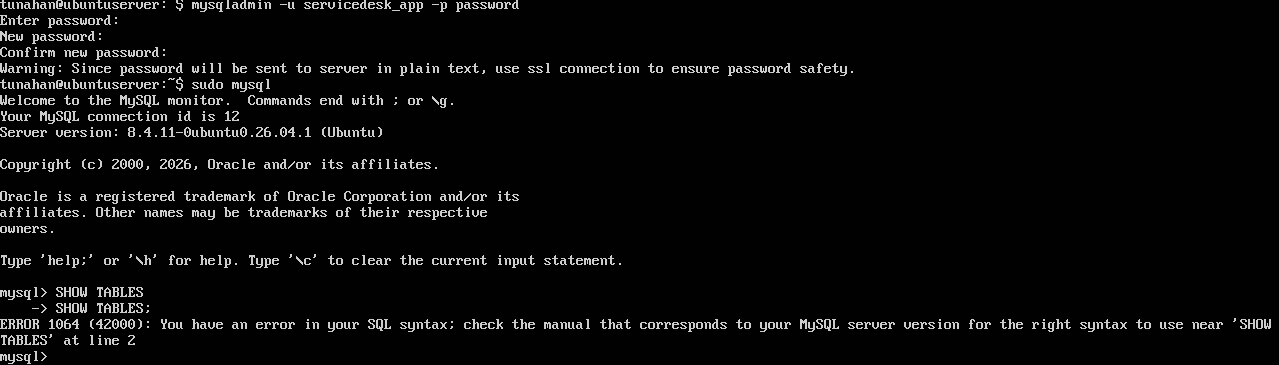 tunahan@ubuntuserver: $ mysqladmin -u servicedesk_app -p password
Enter password:
New password:
Confirm new password:
Warning: Since password will be sent to server in plain text, use ssl connection to ensure password safety.
tunahan@ubuntuserver:~$ sudo mysql
Welcome to the MySQL monitor.  Commands end with ; or \g.
Your MySQL connection id is 12
Server version: 8.4.11-0ubuntu0.26.04.1 (Ubuntu)

Copyright (c) 2000, 2026, Oracle and/or its affiliates.

Oracle is a registered trademark of Oracle Corporation and/or its
affiliates. Other names may be trademarks of their respective
owners.

Type 'help;' or '\h' for help. Type '\c' to clear the current input statement.

mysql> SHOW TABLES
    -> SHOW TABLES;
ERROR 1064 (42000): You have an error in your SQL syntax; check the manual that corresponds to your MySQL server version for the right syntax to use near 'SHOW
TABLES' at line 2
mysql>